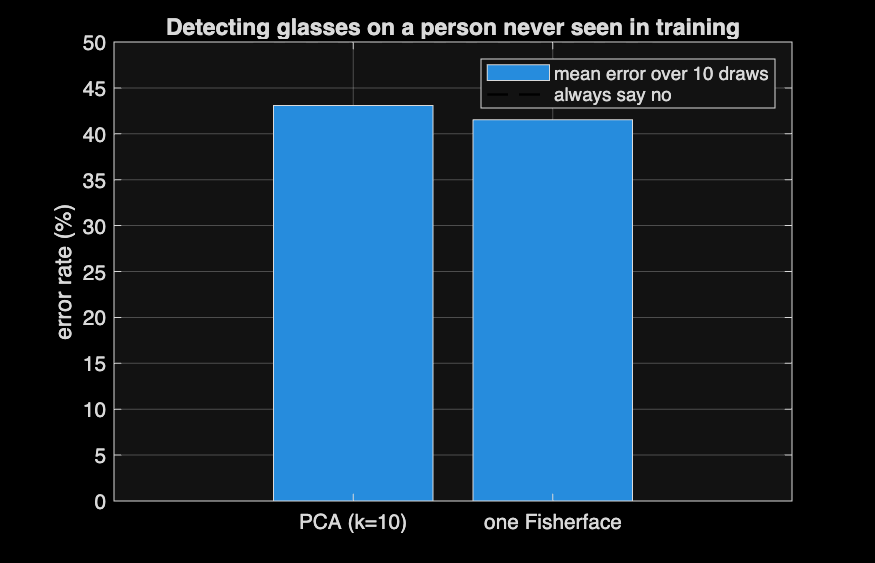 Detecting glasses on a person never seen in training
mean error over 10 draws
always say no
error rate (%)
50
45
40
35
30
25
20
15
10
5
0
PCA (k=10)
one Fisherface